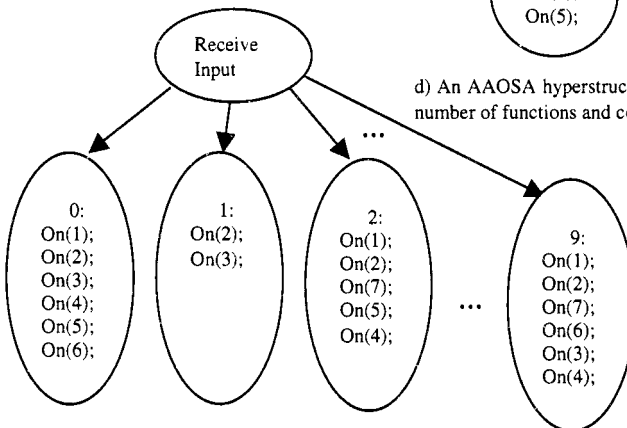 On(5);
Receive
Input
d) An AAOSA hyperstruc
number of functions and c
...
0:
On(1);
On(2);
On(3);
On(4);
On(5);
On(6);
1:
On(2);
On(3);
2:
On(1);
On(2);
On(7);
On(5);
On(4);
...
9:
On(1);
On(2);
On(7);
On(6);
On(3);
On(4);